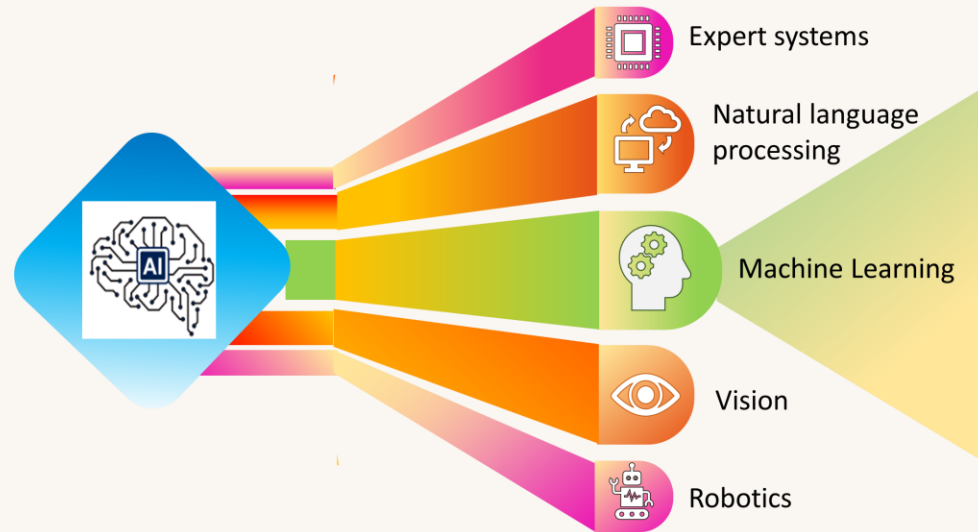 AI
Expert systems
Natural language
processing
Machine Learning
Vision
Robotics